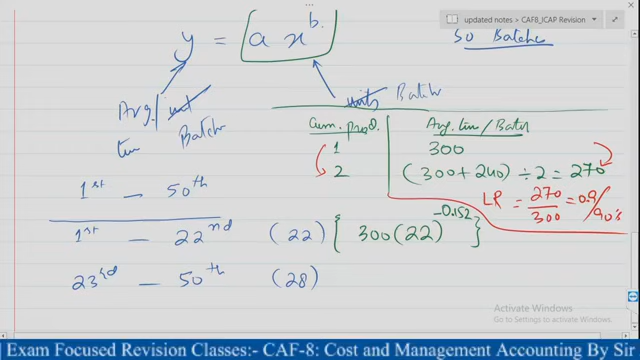 updated notes > CAF8_ICAP Revision
y = a x^b.
50 Batches
Avg. tim / unit Batch
units Batch
Cum. prod. Avg. tim / Batch
1 300
2 (300 + 240) ÷ 2 = 270
LR = 270/300 = 0.9/90%
1st — 50th
1st — 22nd (22) { 300(22)^-0.152 }
23rd — 50th (28)
Activate Windows
Go to Settings to activate Windows.
| Exam Focused Revision Classes:- CAF-8: Cost and Management Accounting By Sir